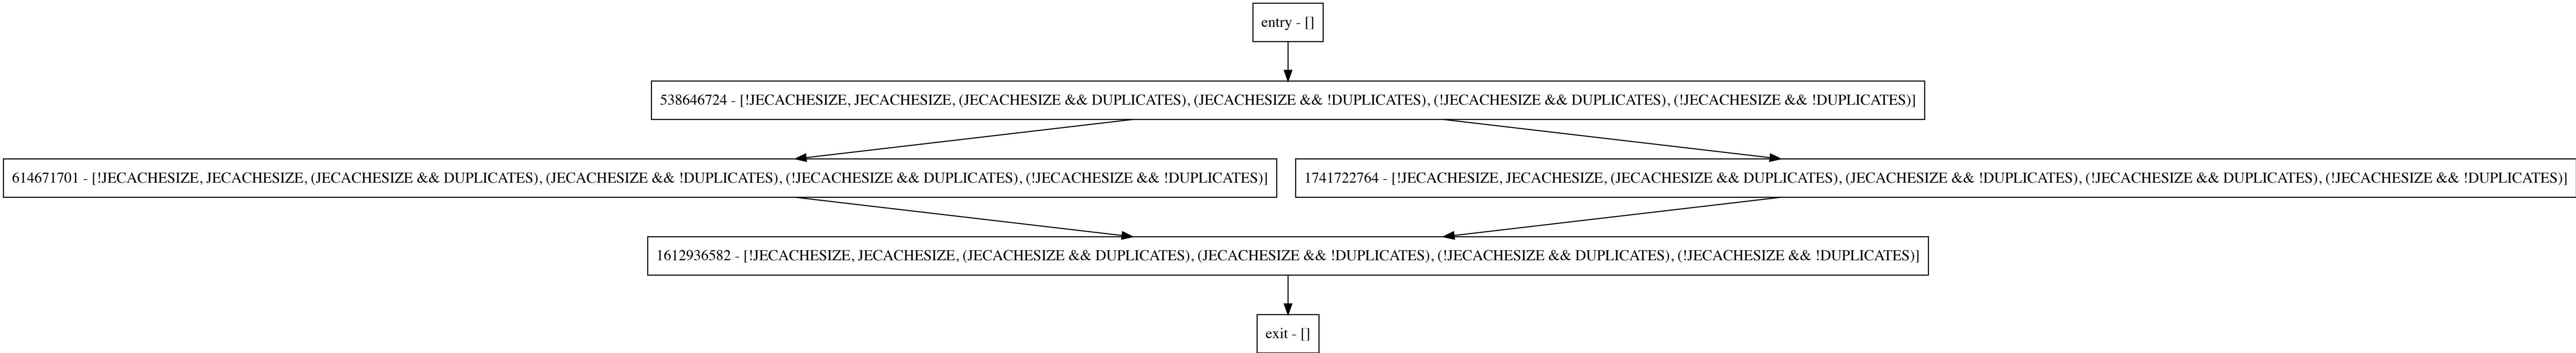 entry - []
538646724 - [!JECACHESIZE, JECACHESIZE, (JECACHESIZE && DUPLICATES), (JECACHESIZE && !DUPLICATES), (!JECACHESIZE && DUPLICATES), (!JECACHESIZE && !DUPLICATES)]
614671701 - [!JECACHESIZE, JECACHESIZE, (JECACHESIZE && DUPLICATES), (JECACHESIZE && !DUPLICATES), (!JECACHESIZE && DUPLICATES), (!JECACHESIZE && !DUPLICATES)]
1741722764 - [!JECACHESIZE, JECACHESIZE, (JECACHESIZE && DUPLICATES), (JECACHESIZE && !DUPLICATES), (!JECACHESIZE && DUPLICATES), (!JECACHESIZE && !DUPLICATES)]
1612936582 - [!JECACHESIZE, JECACHESIZE, (JECACHESIZE && DUPLICATES), (JECACHESIZE && !DUPLICATES), (!JECACHESIZE && DUPLICATES), (!JECACHESIZE && !DUPLICATES)]
exit - []